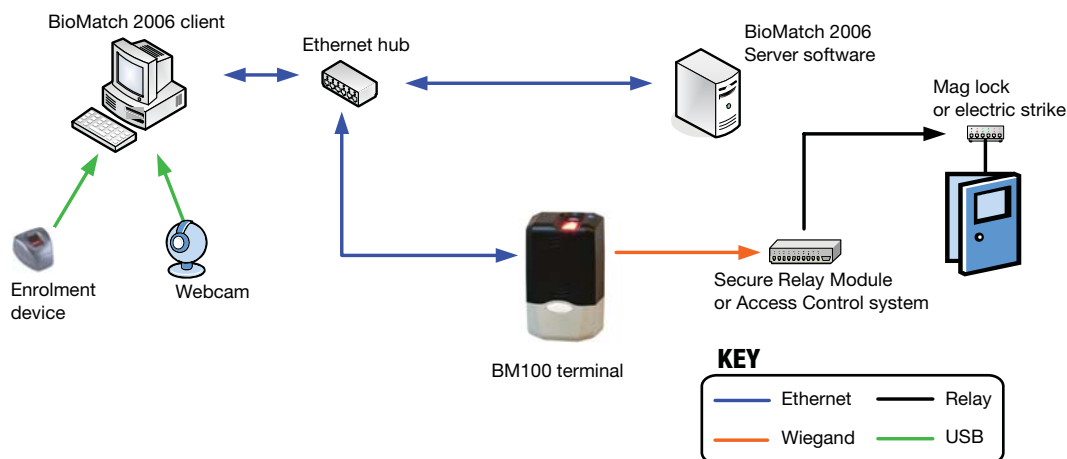 BioMatch 2006 client
Ethernet hub
BioMatch 2006
Server software
Mag lock
or electric strike
Enrolment
device
Webcam
BM100 terminal
Secure Relay Module
or Access Control system
KEY
Ethernet
Relay
Wiegand
USB